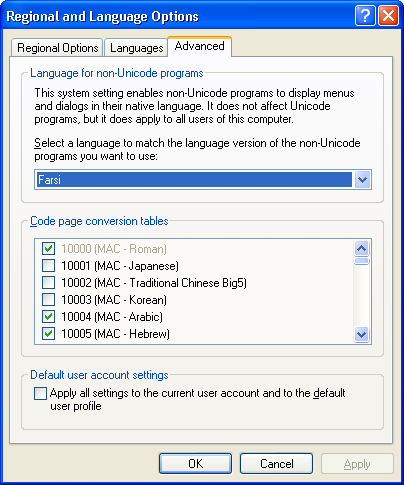 Regional and Language Options
Regional Options Languages Advanced
Language for non-Unicode programs
This system setting enables non-Unicode programs to display menus
and dialogs in their native language. It does not affect Unicode
programs, but it does apply to all users of this computer.
Select a language to match the language version of the non-Unicode
programs you want to use:
Farsi
Code page conversion tables
10000 (MAC - Roman)
10001 (MAC - Japanese)
10002 (MAC - Traditional Chinese Big5)
10003 (MAC - Korean)
10004 (MAC - Arabic)
10005 (MAC - Hebrew)
Default user account settings
Apply all settings to the current user account and to the default
user profile
OK Cancel Apply